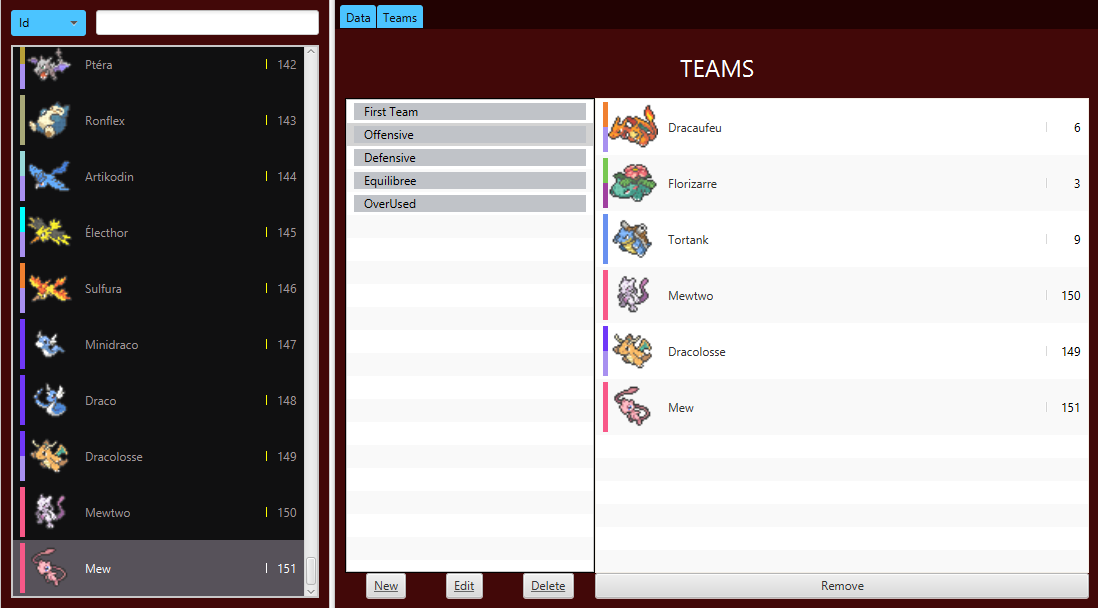 Id
Ptéra 142
Ronflex 143
Artikodin 144
Électhor 145
Sulfura 146
Minidraco 147
Draco 148
Dracolosse 149
Mewtwo 150
Mew 151
Data Teams
TEAMS
First Team
Offensive
Defensive
Equilibree
OverUsed
New Edit Delete
Dracaufeu 6
Florizarre 3
Tortank 9
Mewtwo 150
Dracolosse 149
Mew 151
Remove